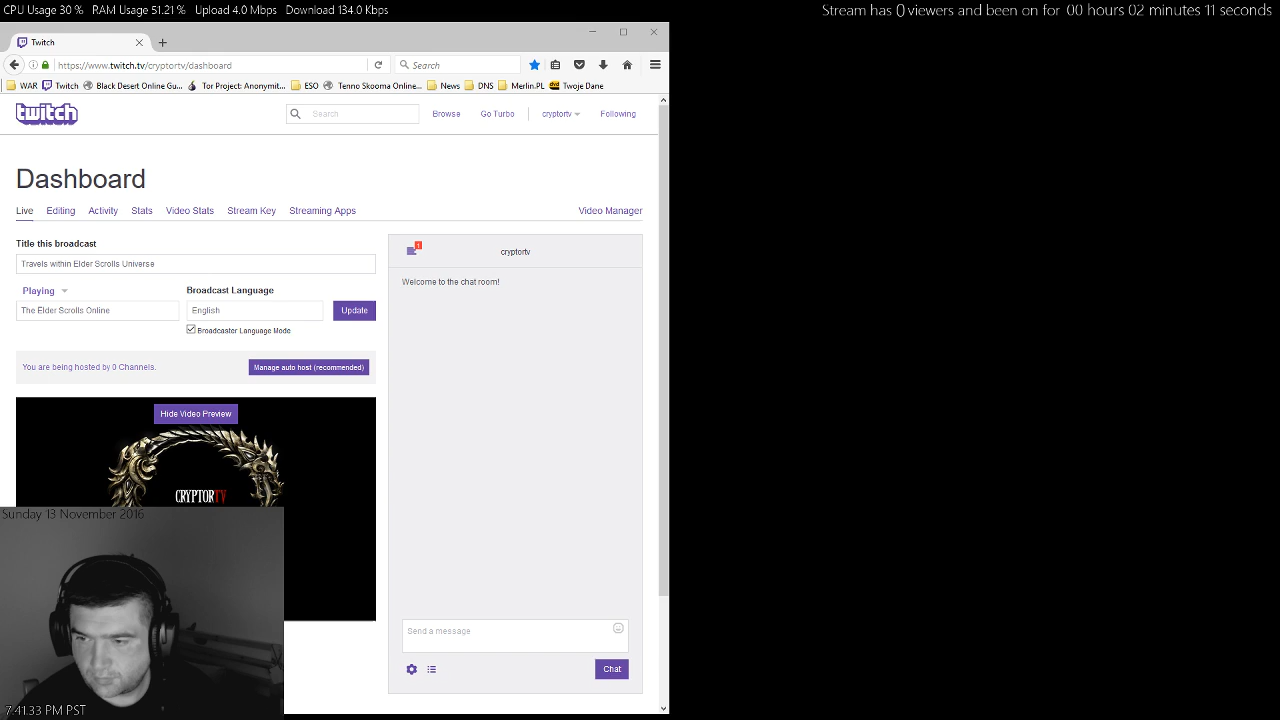 CPU Usage 30 % RAM Usage 51.21 % Upload 4.0 Mbps Download 134.0 Kbps
Stream has 0 viewers and been on for 00 hours 02 minutes 11 seconds
Twitch
https://www.twitch.tv/cryptortv/dashboard
Search
WAR Twitch Black Desert Online Gu... Tor Project: Anonymit... ESO Tenno Skooma Online... News DNS Merlin.PL Twoje Dane
twitch
Search
Browse Go Turbo cryptortv Following
Dashboard
Live Editing Activity Stats Video Stats Stream Key Streaming Apps Video Manager
Title this broadcast
Travels within Elder Scrolls Universe
Playing Broadcast Language
The Elder Scrolls Online English Update
Broadcaster Language Mode
You are being hosted by 0 Channels. Manage auto host (recommended)
Hide Video Preview
CRYPTORTV
1
cryptortv
Welcome to the chat room!
Send a message
Chat
Sunday 13 November 2016
7:41.33 PM PST